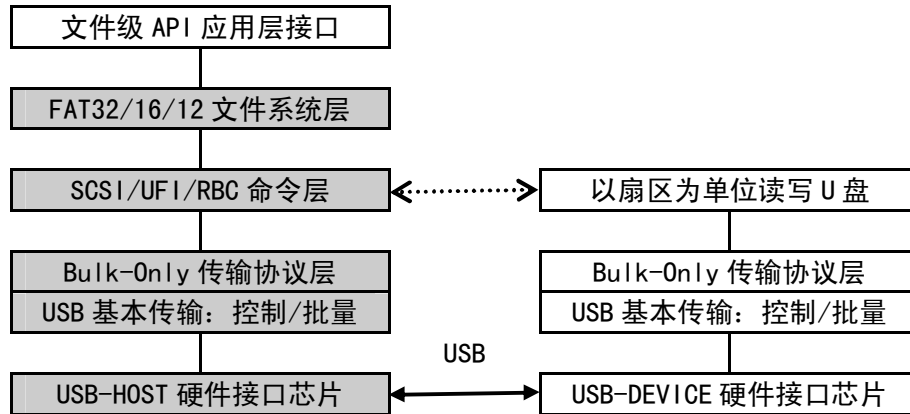 文件级 API 应用层接口
FAT32/16/12 文件系统层
SCSI/UFI/RBC 命令层
以扇区为单位读写 U 盘
Bulk-Only 传输协议层
Bulk-Only 传输协议层
USB 基本传输：控制/批量
USB 基本传输：控制/批量
USB
USB-HOST 硬件接口芯片
USB-DEVICE 硬件接口芯片